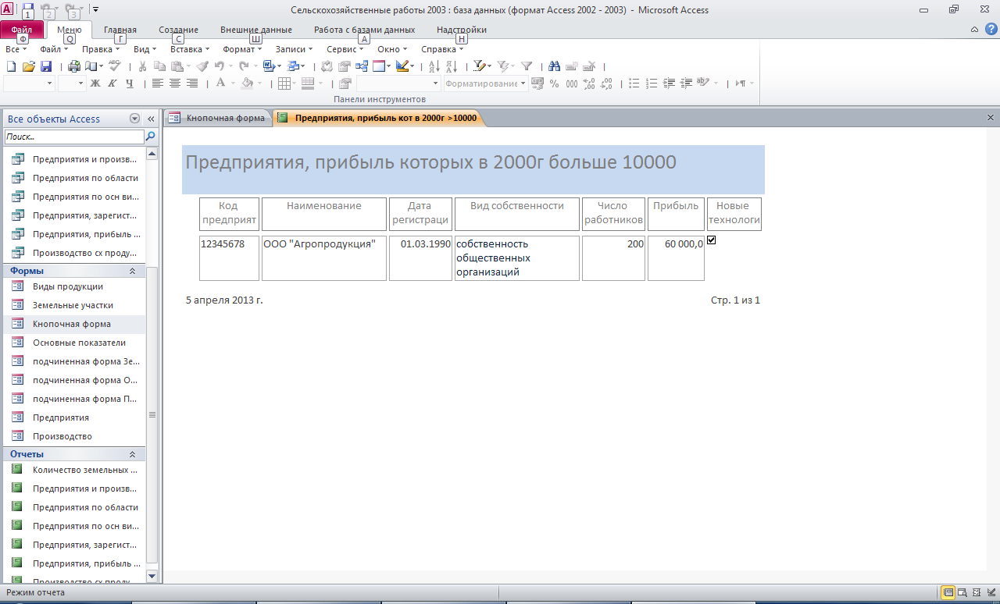 Сельскохозяйственные работы 2003 : база данных (формат Access 2002 - 2003) - Microsoft Access
1 2 3
Файл Меню Главная Создание Внешние данные Работа с базами данных Надстройки
Ф Q Г С Ш А Н
Все Файл Правка Вид Вставка Формат Записи Сервис Окно Справка
Ж К Ч Форматирование % 000
Панели инструментов
Все объекты Access
Поиск...
Предприятия и произв...
Предприятия по области
Предприятия по осн ви...
Предприятия, зарегист...
Предприятия, прибыль ...
Производство сх проду...
Формы
Виды продукции
Земельные участки
Кнопочная форма
Основные показатели
подчиненная форма Зе...
подчиненная форма О...
подчиненная форма П...
Предприятия
Производство
Отчеты
Количество земельных ...
Предприятия и произв...
Предприятия по области
Предприятия по осн ви...
Предприятия, зарегист...
Предприятия, прибыль ...
Производство сх проду...
Кнопочная форма Предприятия, прибыль кот в 2000г >10000
Предприятия, прибыль которых в 2000г больше 10000
Код Наименование Дата Вид собственности Число Прибыль Новые
предприят регистраци работников технологи
12345678 ООО "Агропродукция" 01.03.1990 собственность 200 60 000,0
общественных
организаций
5 апреля 2013 г. Стр. 1 из 1
Режим отчета